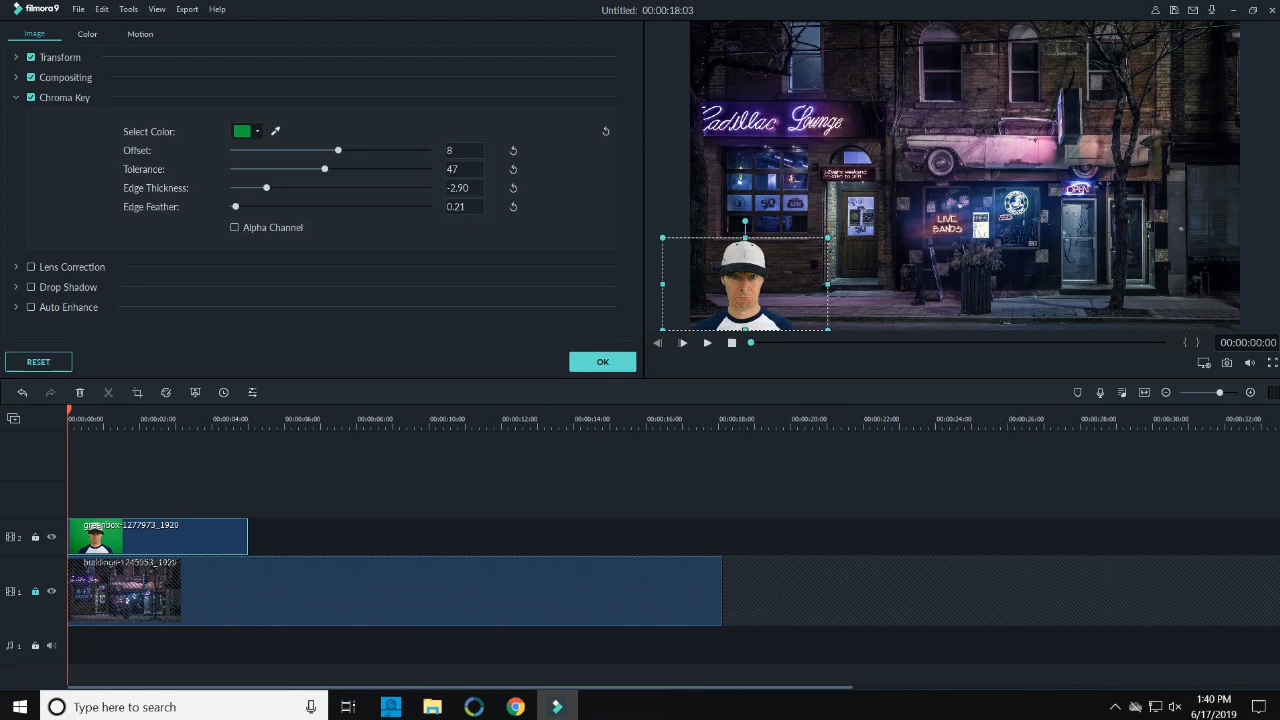 filmora9
File Edit Tools View Export Help
Untitled: 00:00:18:03
Image Color Motion
Transform
Compositing
Chroma Key
Select Color:
Offset: 8
Tolerance: 47
Edge Thickness: -2.90
Edge Feather: 0.21
Alpha Channel
Lens Correction
Drop Shadow
Auto Enhance
RESET OK
Cadillac Lounge
OPEN
LIVE
BANDS
00:00:00:00
00:00:00:00 00:00:02:00 00:00:04:00 00:00:06:00 00:00:08:00 00:00:10:00 00:00:12:00 00:00:14:00 00:00:16:00 00:00:18:00 00:00:20:00 00:00:22:00 00:00:24:00 00:00:26:00 00:00:28:00 00:00:30:00 00:00:32:00
greenbox-1277973_1920
2
buildings-1245953_1920
1
1
Type here to search
1:40 PM
6/17/2019